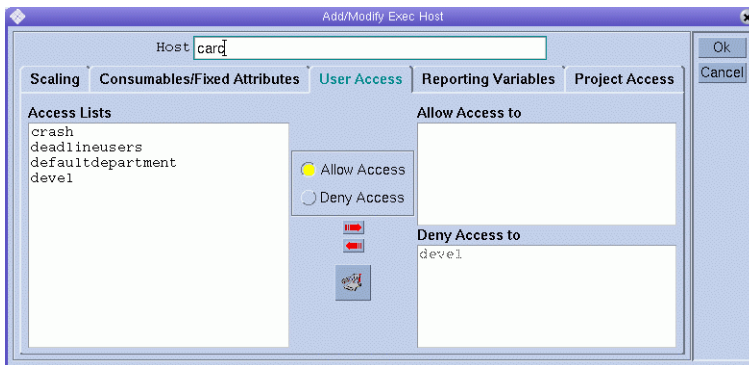 Add/Modify Exec Host
Host carc
Ok
Cancel
Scaling Consumables/Fixed Attributes User Access Reporting Variables Project Access
Access Lists
crash
deadlineusers
defaultdepartment
devel
Allow Access
Deny Access
Allow Access to
Deny Access to
devel